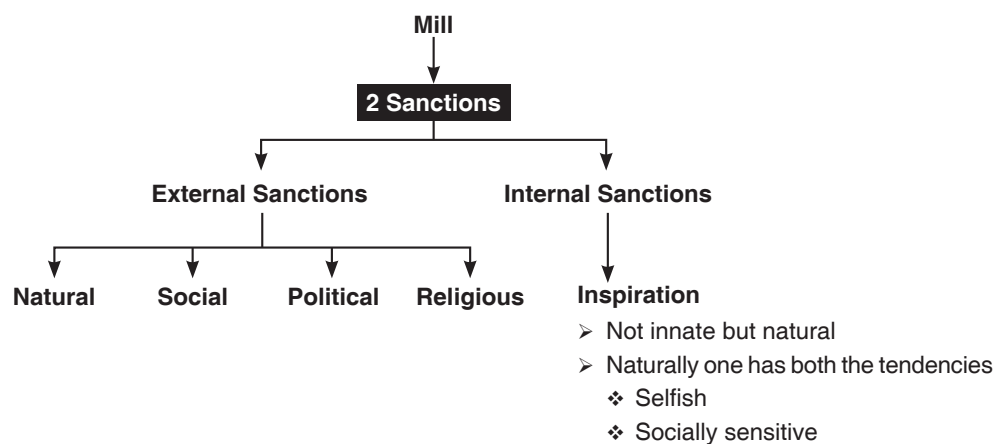 Mill
2 Sanctions
External Sanctions
Internal Sanctions
Natural
Social
Political
Religious
Inspiration
➢ Not innate but natural
➢ Naturally one has both the tendencies
❖ Selfish
❖ Socially sensitive